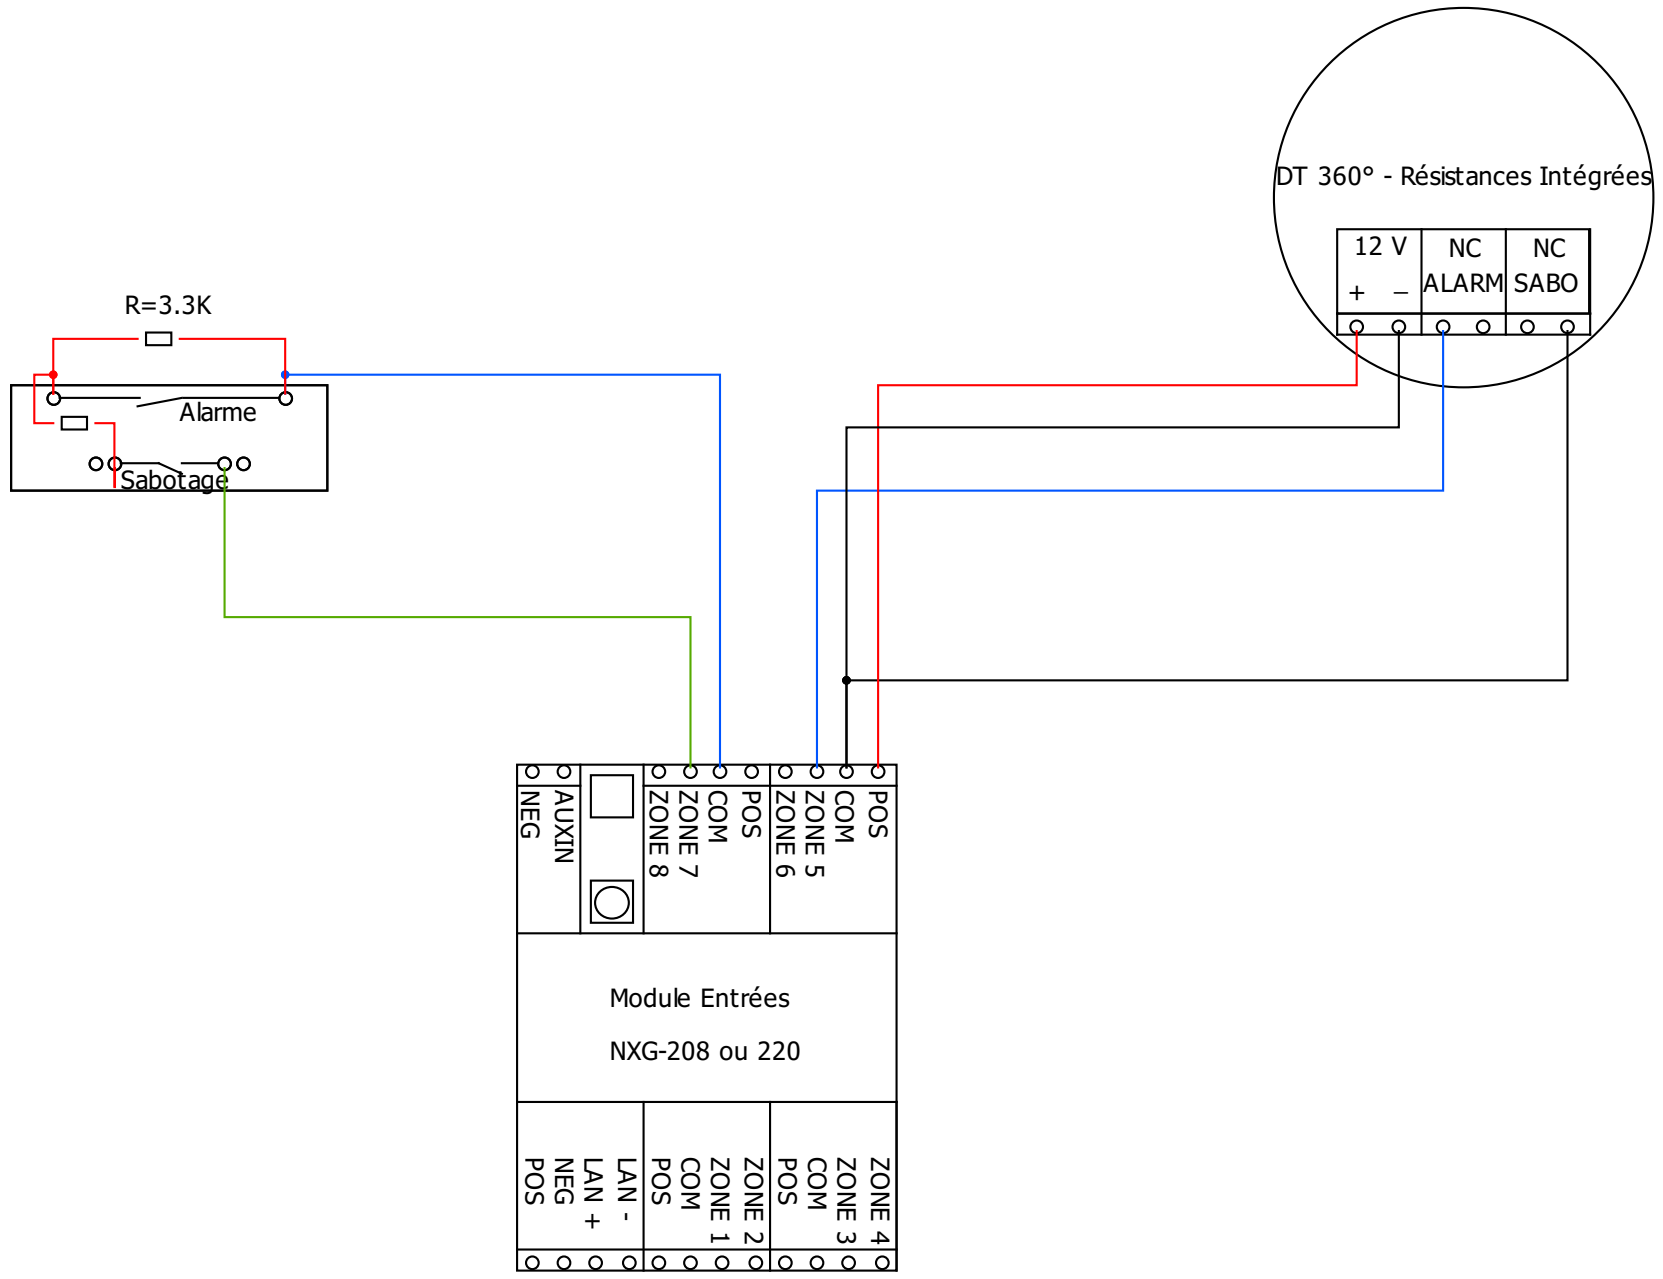 DT 360° - Résistances Intégrées
12 V
+ −
NC
ALARM
NC
SABO
R=3.3K
Alarme
Sabotage
NEG
AUXIN
ZONE 8
ZONE 7
COM
POS
ZONE 6
ZONE 5
COM
POS
Module Entrées
NXG-208 ou 220
POS
NEG
LAN +
LAN -
POS
COM
ZONE 1
ZONE 2
POS
COM
ZONE 3
ZONE 4